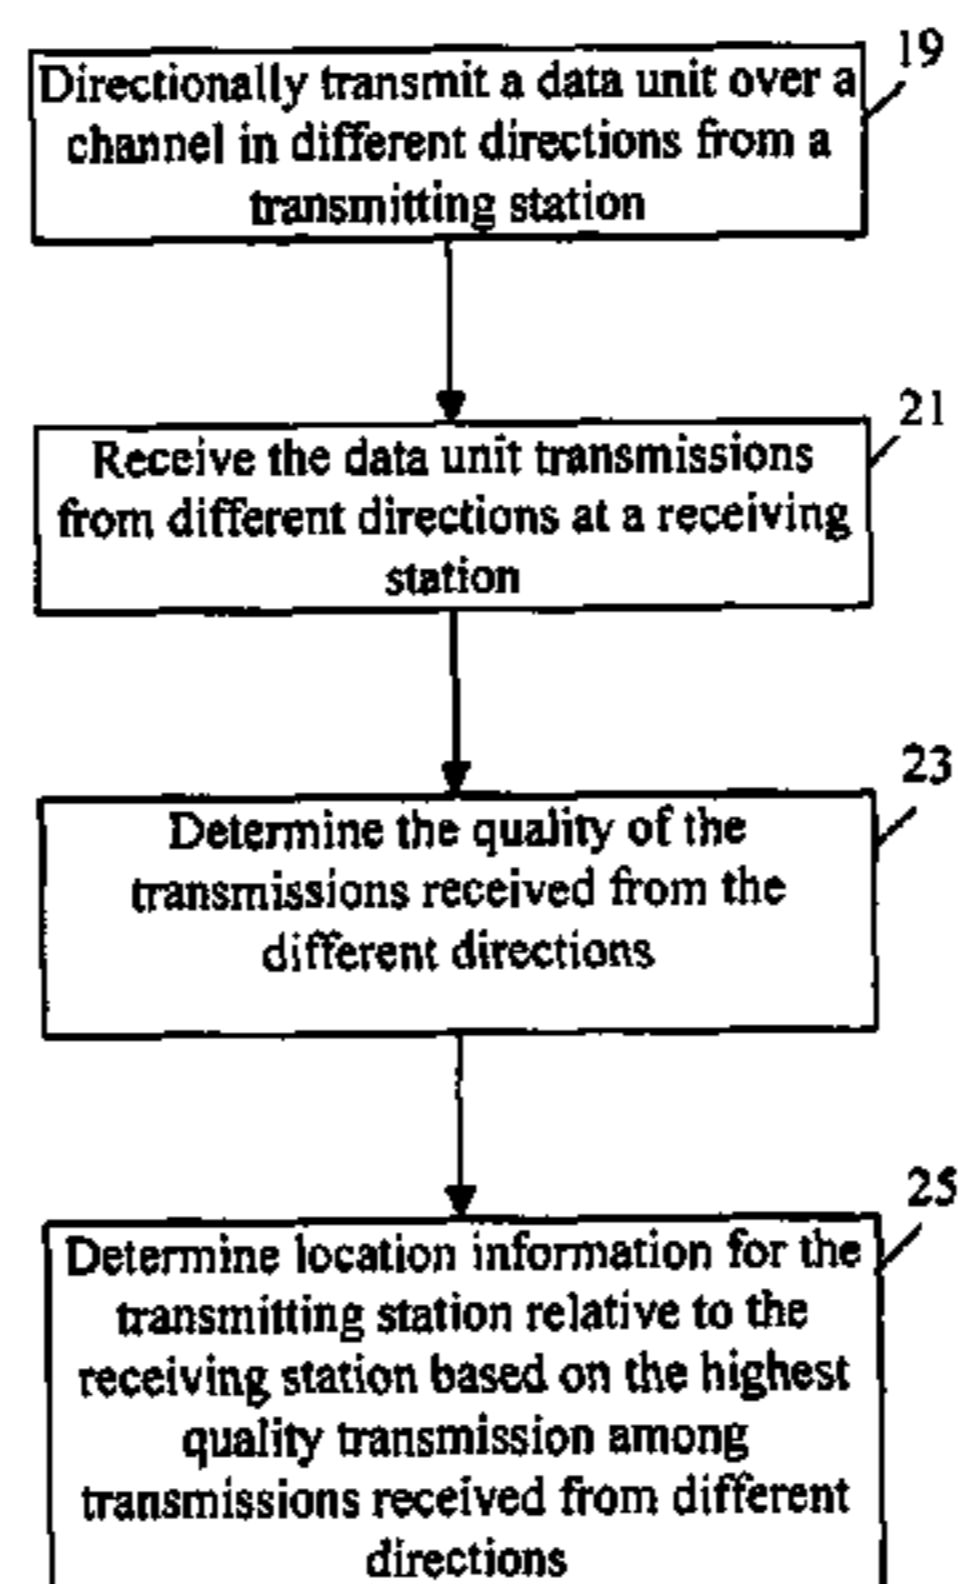 19
Directionally transmit a data unit over a
channel in different directions from a
transmitting station
21
Receive the data unit transmissions
from different directions at a receiving
station
23
Determine the quality of the
transmissions received from the
different directions
25
Determine location information for the
transmitting station relative to the
receiving station based on the highest
quality transmission among
transmissions received from different
directions